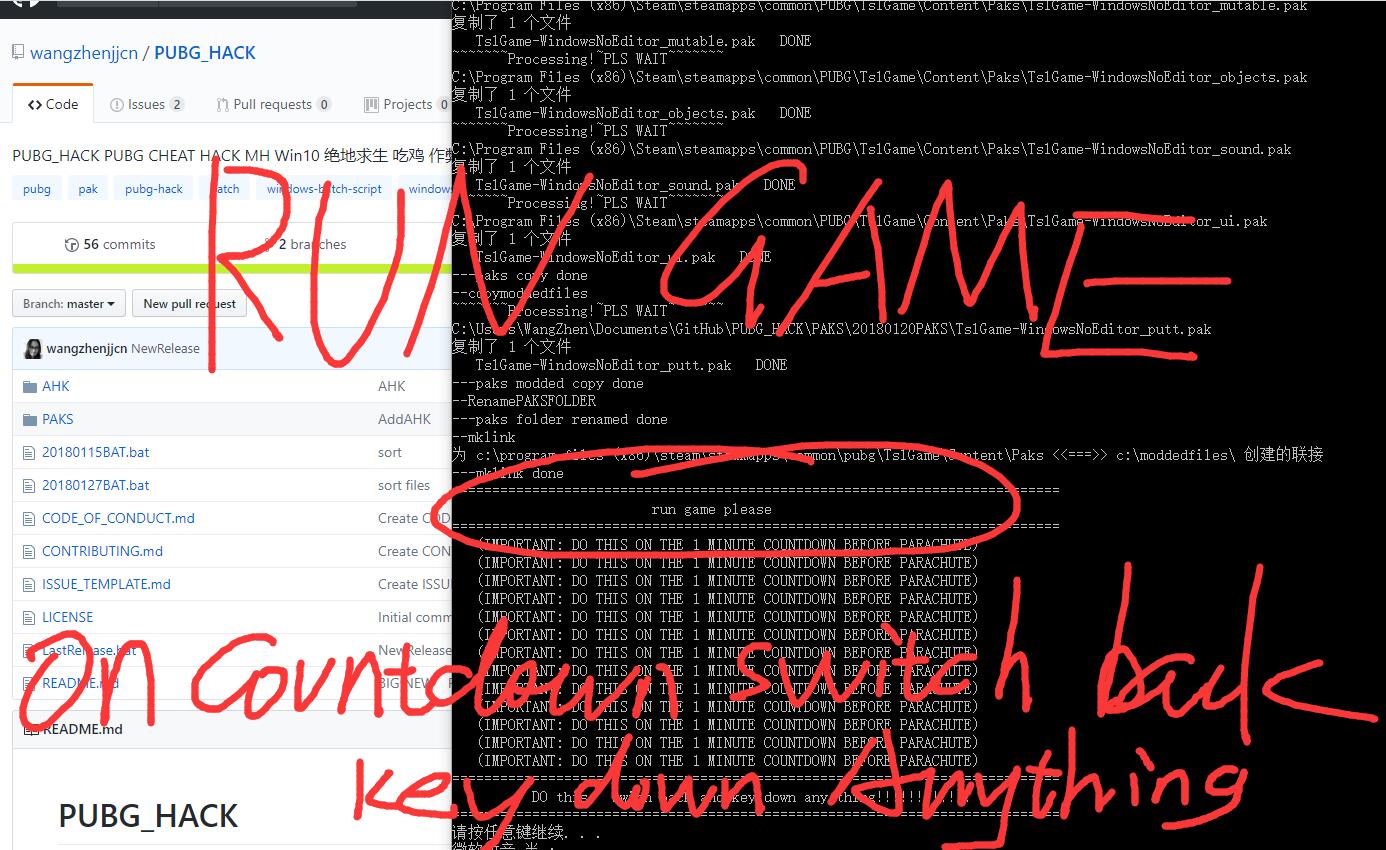 wangzhenjjcn / PUBG_HACK
Code Issues 2 Pull requests 0 Projects 0
PUBG_HACK PUBG CHEAT HACK MH Win10 绝地求生 吃鸡
pubg pak pubg-hack windows-batch-script
56 commits 2 branches
Branch: master New pull request
wangzhenjjcn NewRelease
AHK AHK
PAKS AddAHK
20180115BAT.bat sort
20180127BAT.bat sort files
CODE_OF_CONDUCT.md Create
CONTRIBUTING.md Create
ISSUE_TEMPLATE.md Create
LICENSE Initial
LastRelease.bat NewRelease
README.md
README.md
PUBG_HACK
C:\Program Files (x86)\Steam\steamapps\common\PUBG\TslGame\Content\Paks\TslGame-WindowsNoEditor_mutable.pak
复制了 1 个文件
TslGame-WindowsNoEditor_mutable.pak DONE
~~~~~~~Processing!~PLS WAIT~~~~~~~
C:\Program Files (x86)\Steam\steamapps\common\PUBG\TslGame\Content\Paks\TslGame-WindowsNoEditor_objects.pak
复制了 1 个文件
TslGame-WindowsNoEditor_objects.pak DONE
~~~~~~~Processing!~PLS WAIT~~~~~~~
C:\Program Files (x86)\Steam\steamapps\common\PUBG\TslGame\Content\Paks\TslGame-WindowsNoEditor_sound.pak
复制了 1 个文件
TslGame-WindowsNoEditor_sound.pak DONE
~~~~~~~Processing!~PLS WAIT~~~~~~~
C:\Program Files (x86)\Steam\steamapps\common\PUBG\TslGame\Content\Paks\TslGame-WindowsNoEditor_ui.pak
复制了 1 个文件
TslGame-WindowsNoEditor_ui.pak DONE
---paks copy done
--copymoddedfiles
~~~~~~~Processing!~PLS WAIT~~~~~~~
C:\Users\WangZhen\Documents\GitHub\PUBG_HACK\PAKS\20180120PAKS\TslGame-WindowsNoEditor_putt.pak
复制了 1 个文件
TslGame-WindowsNoEditor_putt.pak DONE
---paks modded copy done
--RenamePAKSFOLDER
---paks folder renamed done
--mklink
为 c:\program files (x86)\steam\steamapps\common\pubg\TslGame\Content\Paks <<===>> c:\moddedfiles\ 创建的联接
---mklink done
run game please
(IMPORTANT: DO THIS ON THE 1 MINUTE COUNTDOWN BEFORE PARACHUTE)
(IMPORTANT: DO THIS ON THE 1 MINUTE COUNTDOWN BEFORE PARACHUTE)
(IMPORTANT: DO THIS ON THE 1 MINUTE COUNTDOWN BEFORE PARACHUTE)
(IMPORTANT: DO THIS ON THE 1 MINUTE COUNTDOWN BEFORE PARACHUTE)
(IMPORTANT: DO THIS ON THE 1 MINUTE COUNTDOWN BEFORE PARACHUTE)
(IMPORTANT: DO THIS ON THE 1 MINUTE COUNTDOWN BEFORE PARACHUTE)
(IMPORTANT: DO THIS ON THE 1 MINUTE COUNTDOWN BEFORE PARACHUTE)
(IMPORTANT: DO THIS ON THE 1 MINUTE COUNTDOWN BEFORE PARACHUTE)
(IMPORTANT: DO THIS ON THE 1 MINUTE COUNTDOWN BEFORE PARACHUTE)
(IMPORTANT: DO THIS ON THE 1 MINUTE COUNTDOWN BEFORE PARACHUTE)
(IMPORTANT: DO THIS ON THE 1 MINUTE COUNTDOWN BEFORE PARACHUTE)
(IMPORTANT: DO THIS ON THE 1 MINUTE COUNTDOWN BEFORE PARACHUTE)
(IMPORTANT: DO THIS ON THE 1 MINUTE COUNTDOWN BEFORE PARACHUTE)
DO this switch back and key down anything!!!!!!!!!!
请按任意键继续. . .
RUN GAME
On countdown switch back
key down Anything